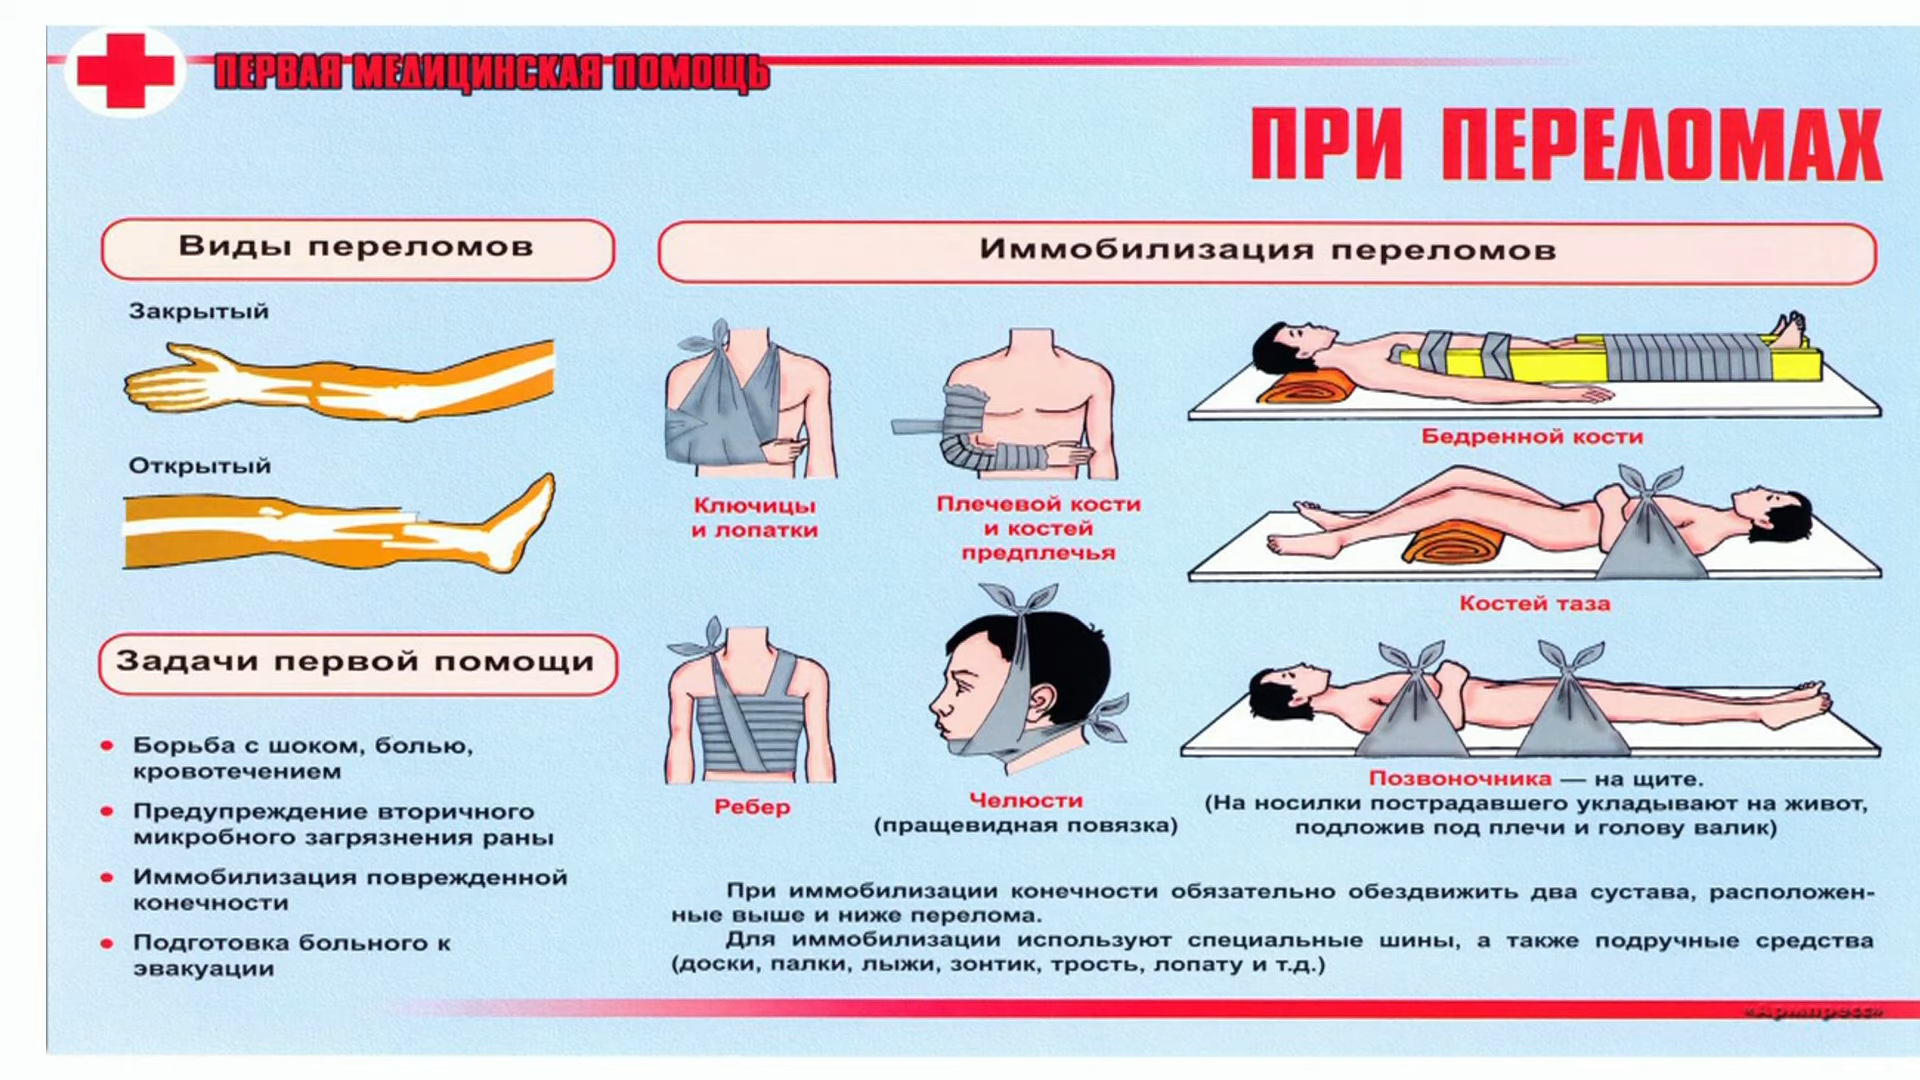 ПЕРВАЯ МЕДИЦИНСКАЯ ПОМОЩЬ
ПРИ ПЕРЕЛОМАХ
Виды переломов
Закрытый
Открытый
Задачи первой помощи
Борьба с шоком, болью,
кровотечением
Предупреждение вторичного
микробного загрязнения раны
Иммобилизация поврежденной
конечности
Подготовка больного к
эвакуации
Иммобилизация переломов
Ключицы
и лопатки
Плечевой кости
и костей
предплечья
Бедренной кости
Костей таза
Ребер
Челюсти
(пращевидная повязка)
Позвоночника — на щите.
(На носилки пострадавшего укладывают на живот,
подложив под плечи и голову валик)
При иммобилизации конечности обязательно обездвижить два сустава, расположен-
ные выше и ниже перелома.
Для иммобилизации используют специальные шины, а также подручные средства
(доски, палки, лыжи, зонтик, трость, лопату и т.д.)
«Армпресс»